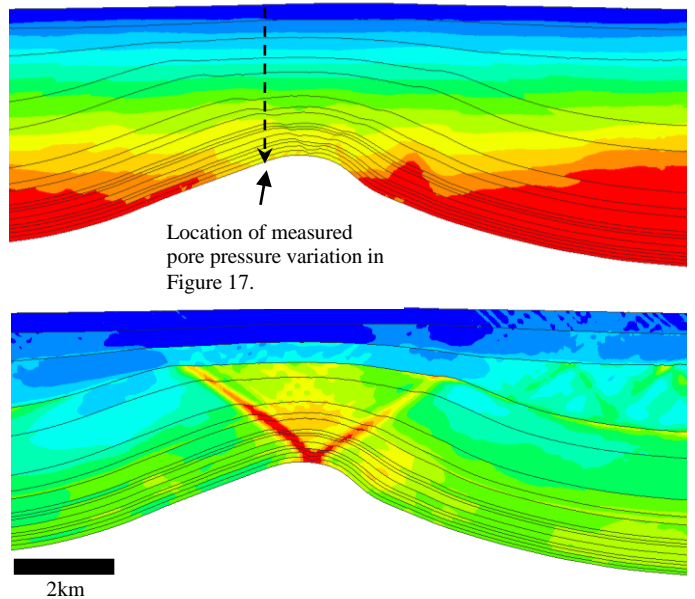 Location of measured
pore pressure variation in
Figure 17.
2km